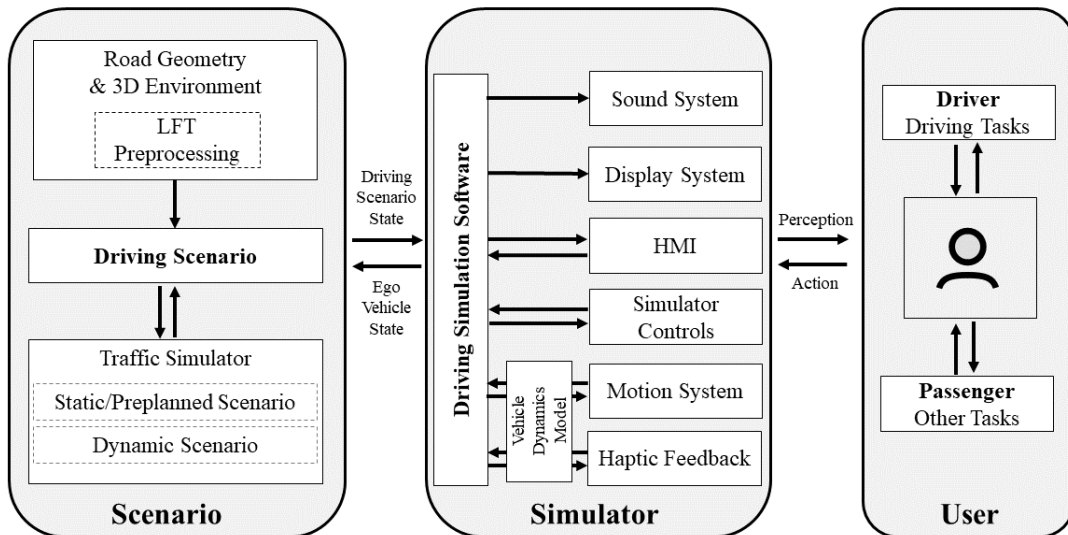 Road Geometry
& 3D Environment
LFT
Preprocessing
Driving Scenario
Traffic Simulator
Static/Preplanned Scenario
Dynamic Scenario
Scenario
Driving
Scenario
State
Ego
Vehicle
State
Driving Simulation Software
Sound System
Display System
HMI
Simulator
Controls
Vehicle
Dynamics
Model
Motion System
Haptic Feedback
Simulator
Perception
Action
Driver
Driving Tasks
Passenger
Other Tasks
User